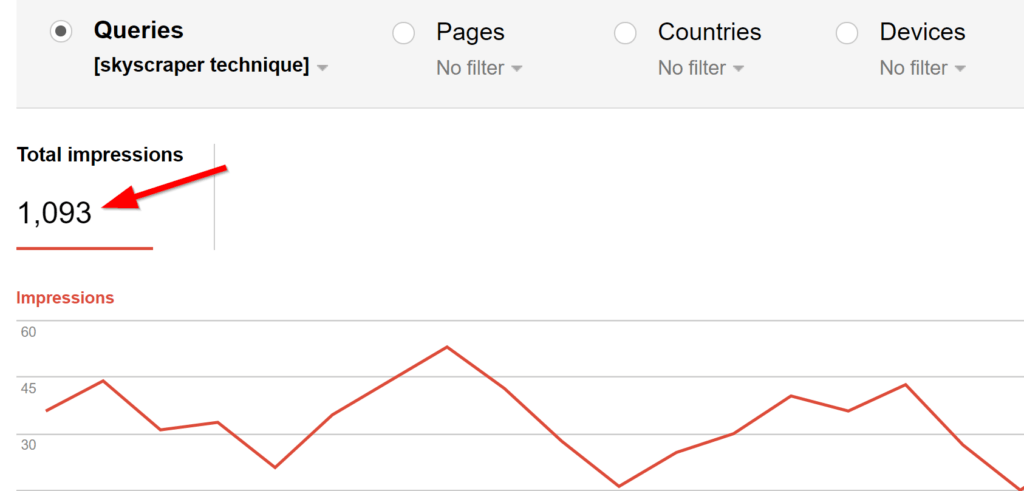 Queries Pages Countries Devices
[skyscraper technique] No filter No filter No filter
Total impressions
1,093
Impressions
60
45
30